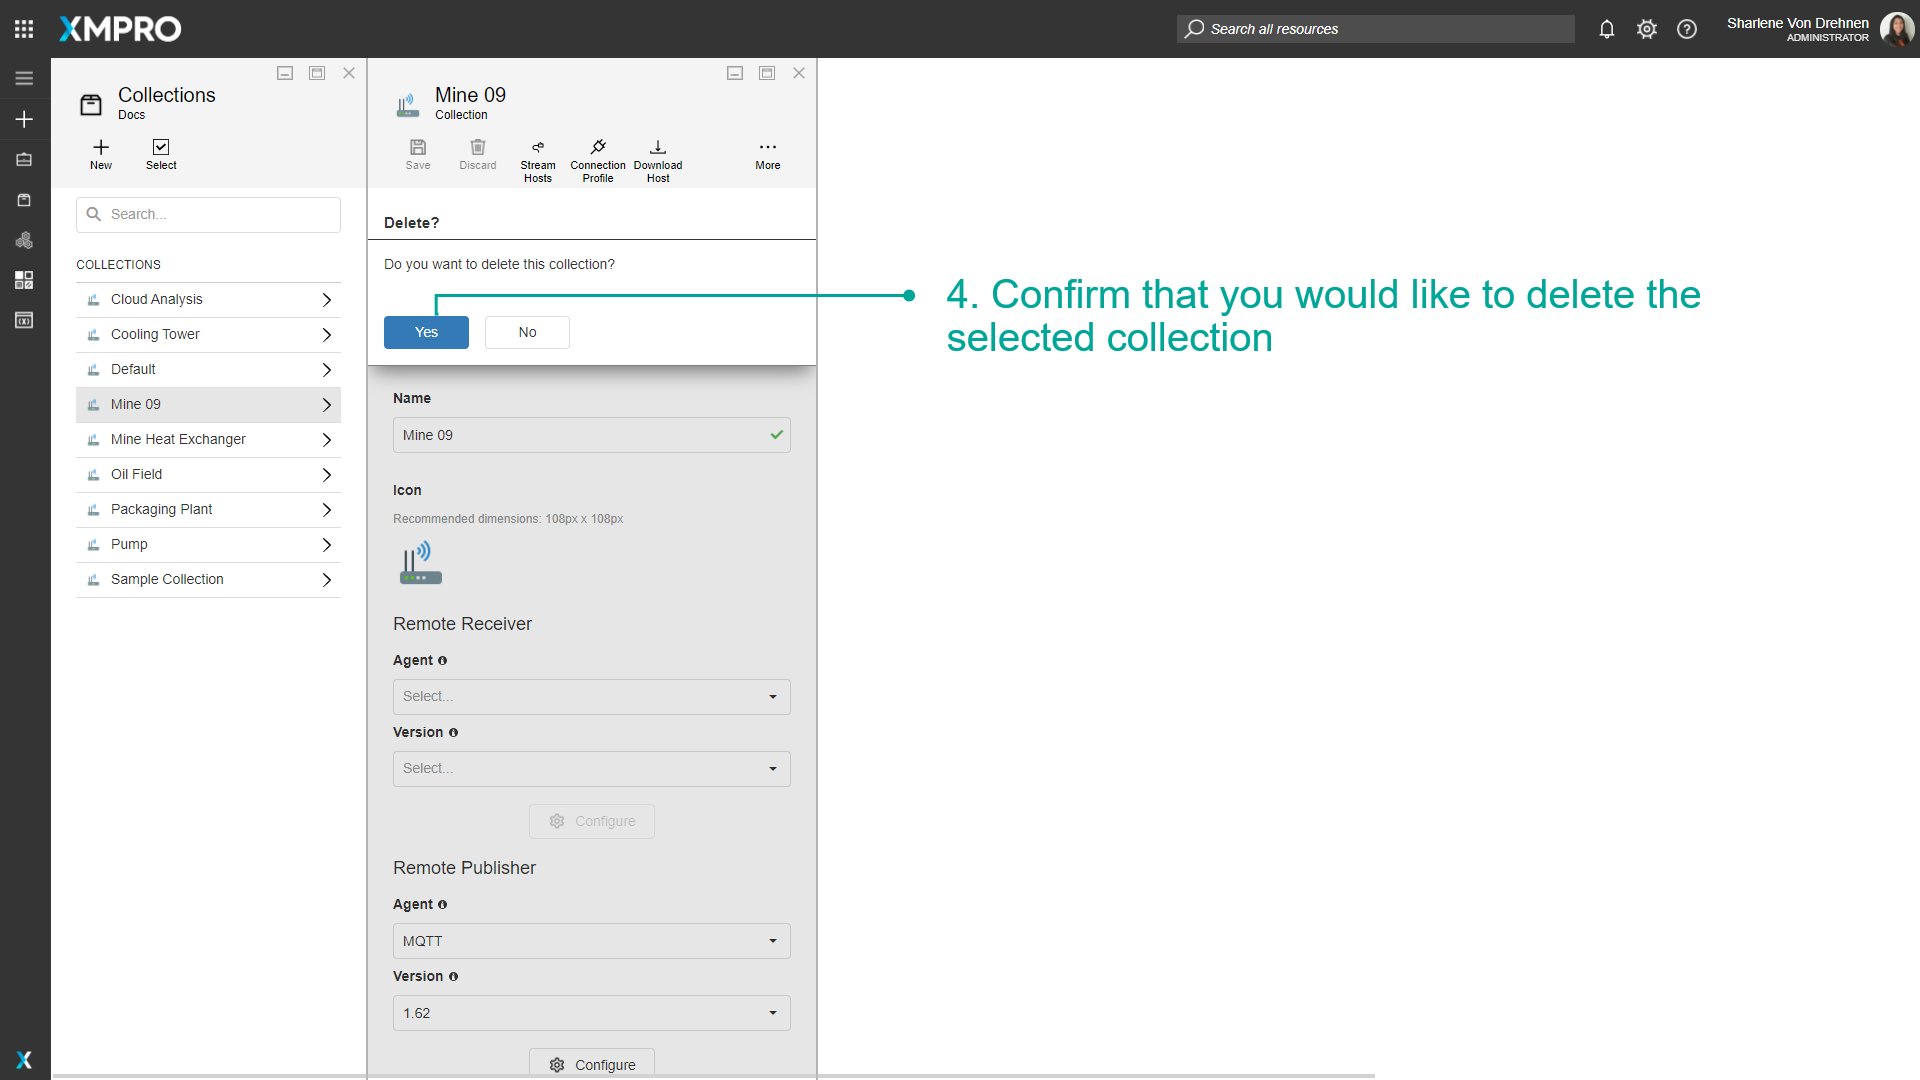 XMPRO
Search all resources
Sharlene Von Drehnen
ADMINISTRATOR
Collections
Docs
New
Select
Search...
COLLECTIONS
Cloud Analysis
Cooling Tower
Default
Mine 09
Mine Heat Exchanger
Oil Field
Packaging Plant
Pump
Sample Collection
Mine 09
Collection
Save
Discard
Stream
Hosts
Connection
Profile
Download
Host
More
Delete?
Do you want to delete this collection?
Yes
No
Name
Mine 09
Icon
Recommended dimensions: 108px x 108px
Remote Receiver
Agent
Select...
Version
Select...
Configure
Remote Publisher
Agent
MQTT
Version
1.62
Configure
4. Confirm that you would like to delete the
selected collection